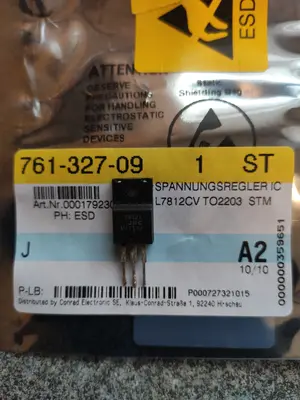 ESD
ATTENTION
OBSERVE
PRECAUTIONS
FOR HANDLING
ELECTROSTATIC
SENSITIVE
Static
Shielding Bag
761-327-09 1 ST
SPANNUNGSREGLER IC
L7812CV TO2203 STM
Art.Nr.
PH: ESD
J
A2
10/10
P-LB:
P000727321015
000000359651
Distributed by Conrad Electronic SE, Klaus-Conrad-Straße 1, 92240 Hirschau